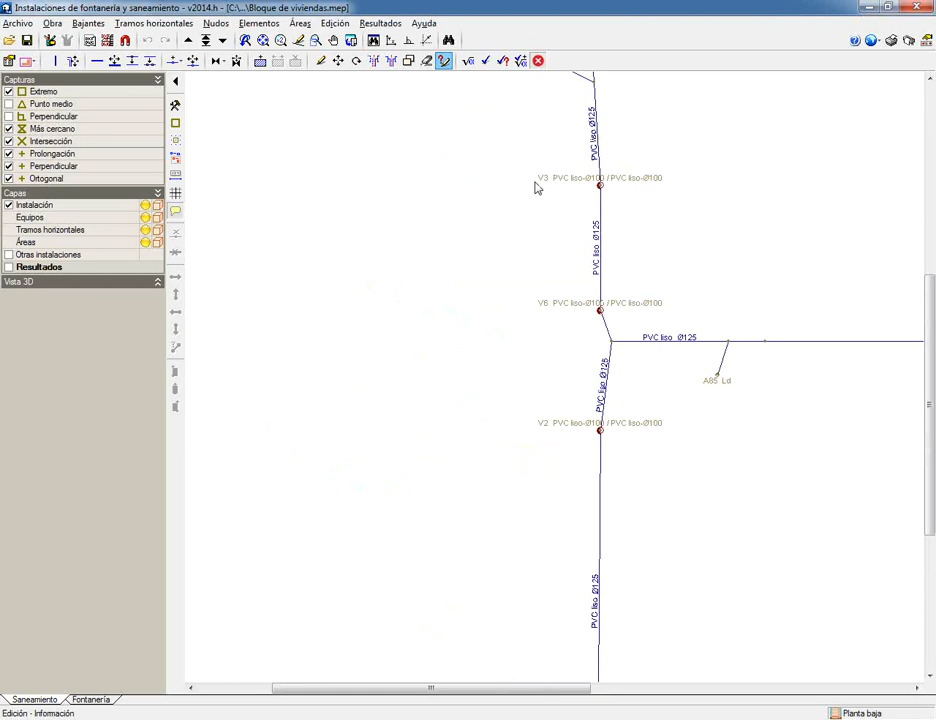 Instalaciones de fontanería y saneamiento - v2014.h - [C:\...\Bloque de viviendas.mep]
Archivo Obra Bajantes Tramos horizontales Nudos Elementos Áreas Edición Resultados Ayuda
Capturas
Extremo
Punto medio
Perpendicular
Más cercano
Intersección
Prolongación
Perpendicular
Ortogonal
Capas
Instalación
Equipos
Tramos horizontales
Áreas
Otras instalaciones
Resultados
Vista 3D
PVC liso Ø125
V3 PVC liso-Ø100 / PVC liso-Ø100
PVC liso Ø125
V6 PVC liso-Ø100 / PVC liso-Ø100
PVC liso Ø125
PVC liso Ø125
A85 Ld
V2 PVC liso-Ø100 / PVC liso-Ø100
PVC liso Ø125
Saneamiento Fontanería
Edición - Información
Planta baja